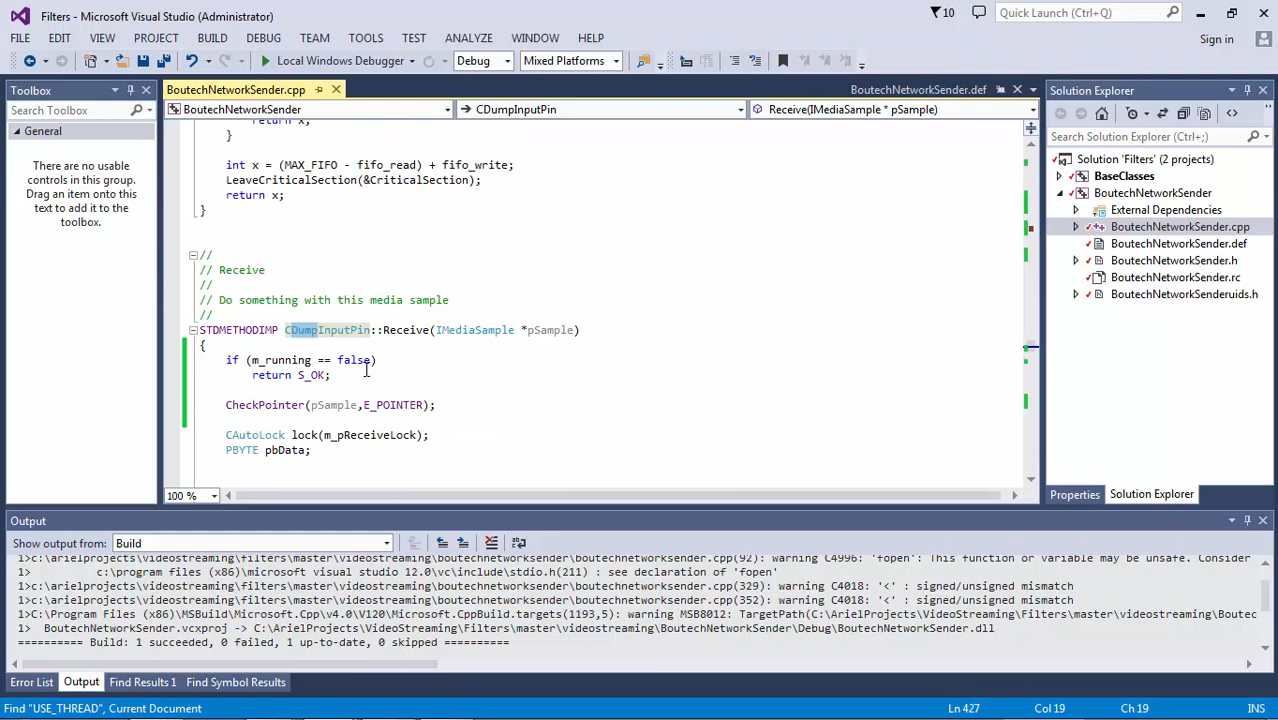 Filters - Microsoft Visual Studio (Administrator)
10
Quick Launch (Ctrl+Q)
FILE EDIT VIEW PROJECT BUILD DEBUG TEAM TOOLS TEST ANALYZE WINDOW HELP
Sign in
Local Windows Debugger
Debug
Mixed Platforms
Toolbox
Search Toolbox
General
There are no usable
controls in this group.
Drag an item onto this
text to add it to the
toolbox.
BoutechNetworkSender.cpp
BoutechNetworkSender.def
BoutechNetworkSender
CDumpInputPin
Receive(IMediaSample * pSample)
return x;
}
int x = (MAX_FIFO - fifo_read) + fifo_write;
LeaveCriticalSection(&CriticalSection);
return x;
}
//
// Receive
//
// Do something with this media sample
//
STDMETHODIMP CDumpInputPin::Receive(IMediaSample *pSample)
{
if (m_running == false)
return S_OK;
CheckPointer(pSample,E_POINTER);
CAutoLock lock(m_pReceiveLock);
PBYTE pbData;
100 %
Solution Explorer
Search Solution Explorer (Ctrl+;)
Solution 'Filters' (2 projects)
BaseClasses
BoutechNetworkSender
External Dependencies
BoutechNetworkSender.cpp
BoutechNetworkSender.def
BoutechNetworkSender.h
BoutechNetworkSender.rc
BoutechNetworkSenderuids.h
Properties
Solution Explorer
Output
Show output from: Build
1>c:\arielprojects\videostreaming\filters\master\videostreaming\boutechnetworksender\boutechnetworksender.cpp(92): warning C4996: 'fopen': This function or variable may be unsafe. Consider
1> c:\program files (x86)\microsoft visual studio 12.0\vc\include\stdio.h(211) : see declaration of 'fopen'
1>c:\arielprojects\videostreaming\filters\master\videostreaming\boutechnetworksender\boutechnetworksender.cpp(329): warning C4018: '<' : signed/unsigned mismatch
1>c:\arielprojects\videostreaming\filters\master\videostreaming\boutechnetworksender\boutechnetworksender.cpp(352): warning C4018: '<' : signed/unsigned mismatch
1>C:\Program Files (x86)\MSBuild\Microsoft.Cpp\v4.0\V120\Microsoft.CppBuild.targets(1193,5): warning MSB8012: TargetPath(C:\ArielProjects\VideoStreaming\Filters\master\videostreaming\Boutec
1> BoutechNetworkSender.vcxproj -> C:\ArielProjects\VideoStreaming\Filters\master\videostreaming\BoutechNetworkSender\Debug\BoutechNetworkSender.dll
========== Build: 1 succeeded, 0 failed, 1 up-to-date, 0 skipped ==========
Error List
Output
Find Results 1
Find Symbol Results
Find "USE_THREAD", Current Document
Ln 427
Col 19
Ch 19
INS